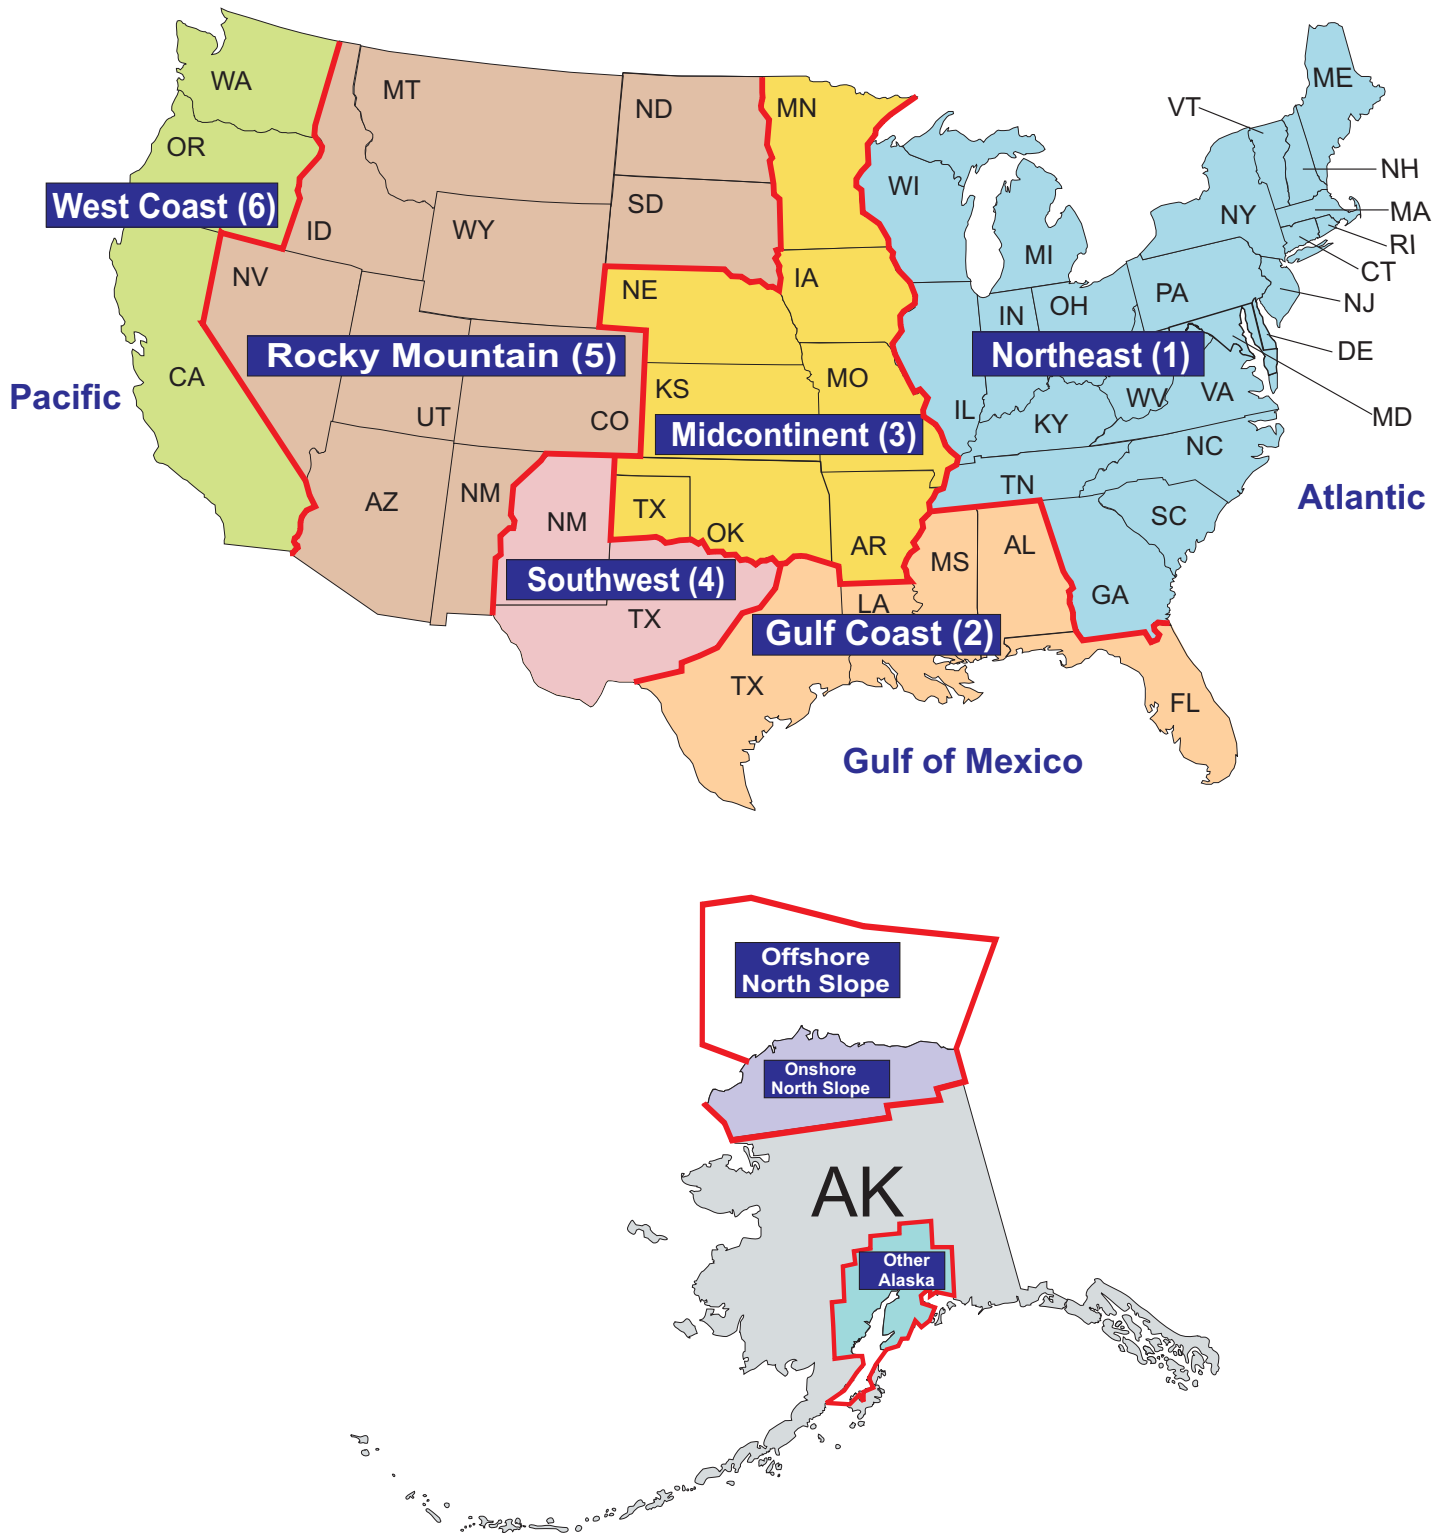 WA
MT
ND
MN
ME
VT
OR
NH
WI
West Coast (6)
SD
MA
NY
ID
WY
RI
MI
CT
NV
IA
NE
PA
NJ
OH
IN
Rocky Mountain (5)
Northeast (1)
DE
CA
MO
KS
Pacific
WV
VA
UT
CO
IL
KY
MD
Midcontinent (3)
NC
TN
NM
AZ
Atlantic
TX
SC
NM
OK
AR
AL
MS
Southwest (4)
GA
LA
TX
Gulf Coast (2)
TX
FL
Gulf of Mexico
Offshore
North Slope
Onshore
North Slope
AK
Other
Alaska